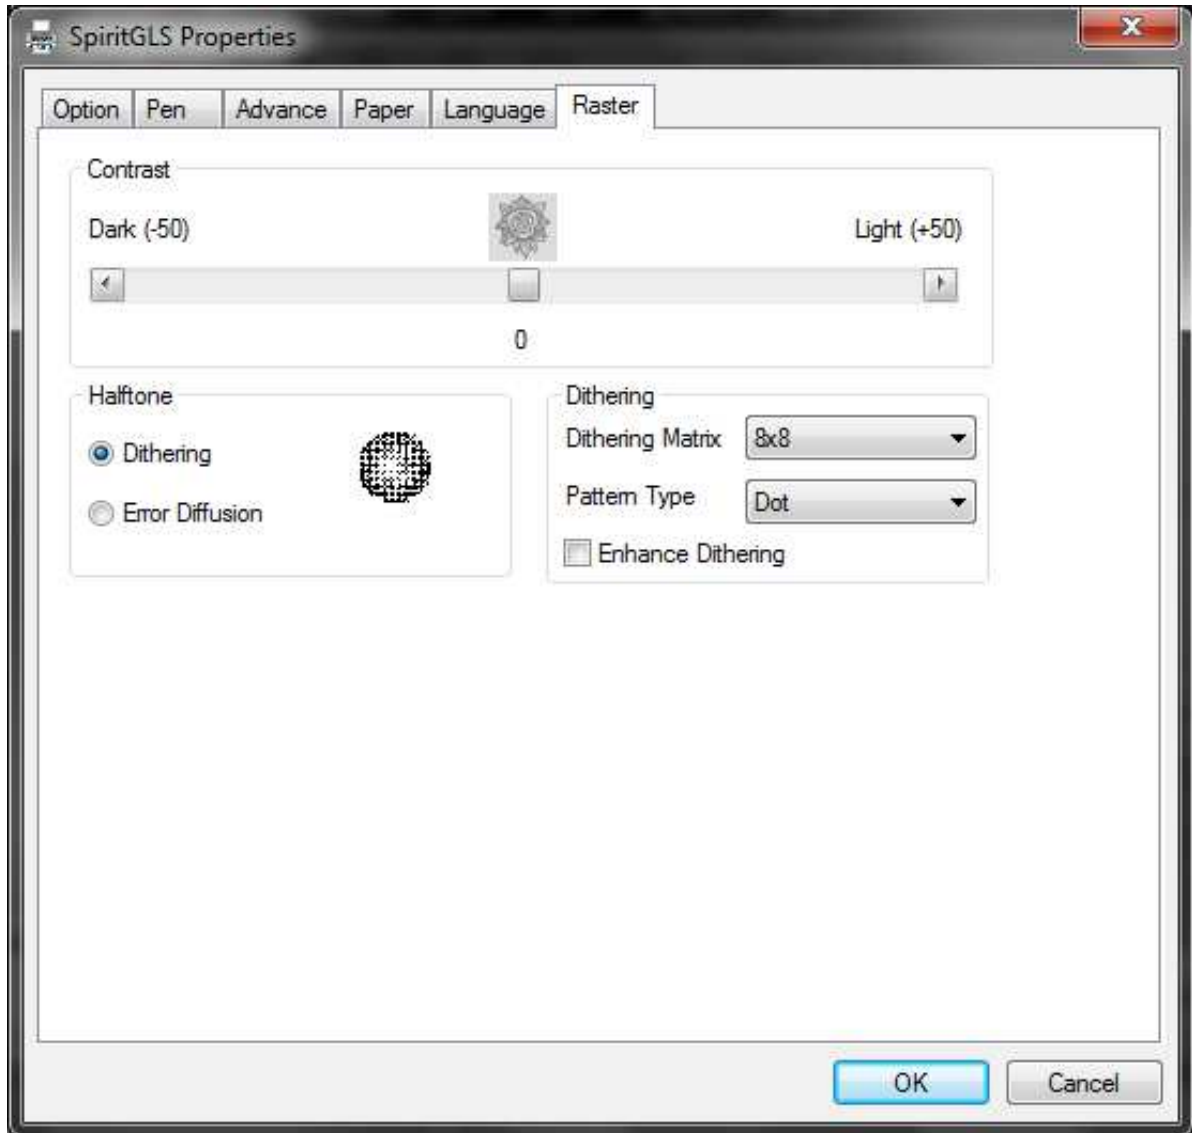 SpiritGLS Properties
Option Pen Advance Paper Language Raster
Contrast
Dark (-50) Light (+50)
0
Halftone
Dithering
Error Diffusion
Dithering
Dithering Matrix 8x8
Pattern Type Dot
Enhance Dithering
OK Cancel